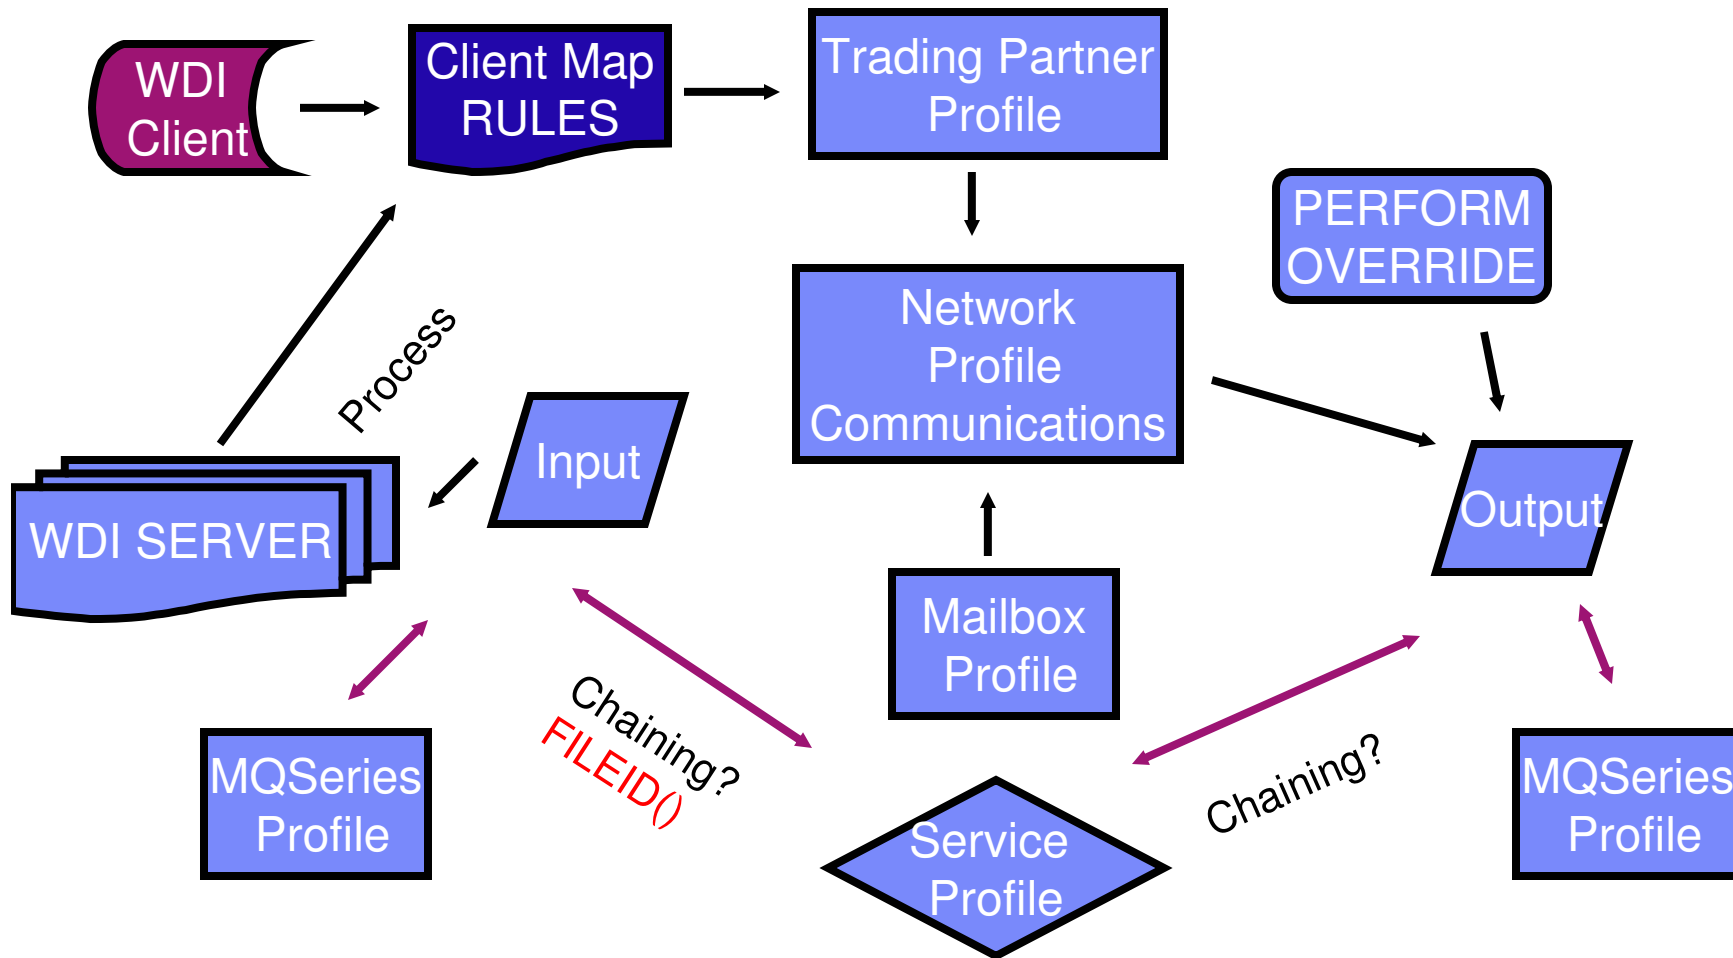 WDI
Client
Client Map
RULES
Trading Partner
Profile
PERFORM
OVERRIDE
Network
Profile
Communications
Process
Input
WDI SERVER
Output
Mailbox
Profile
Chaining?
FILEID()
Chaining?
MQSeries
Profile
Service
Profile
MQSeries
Profile